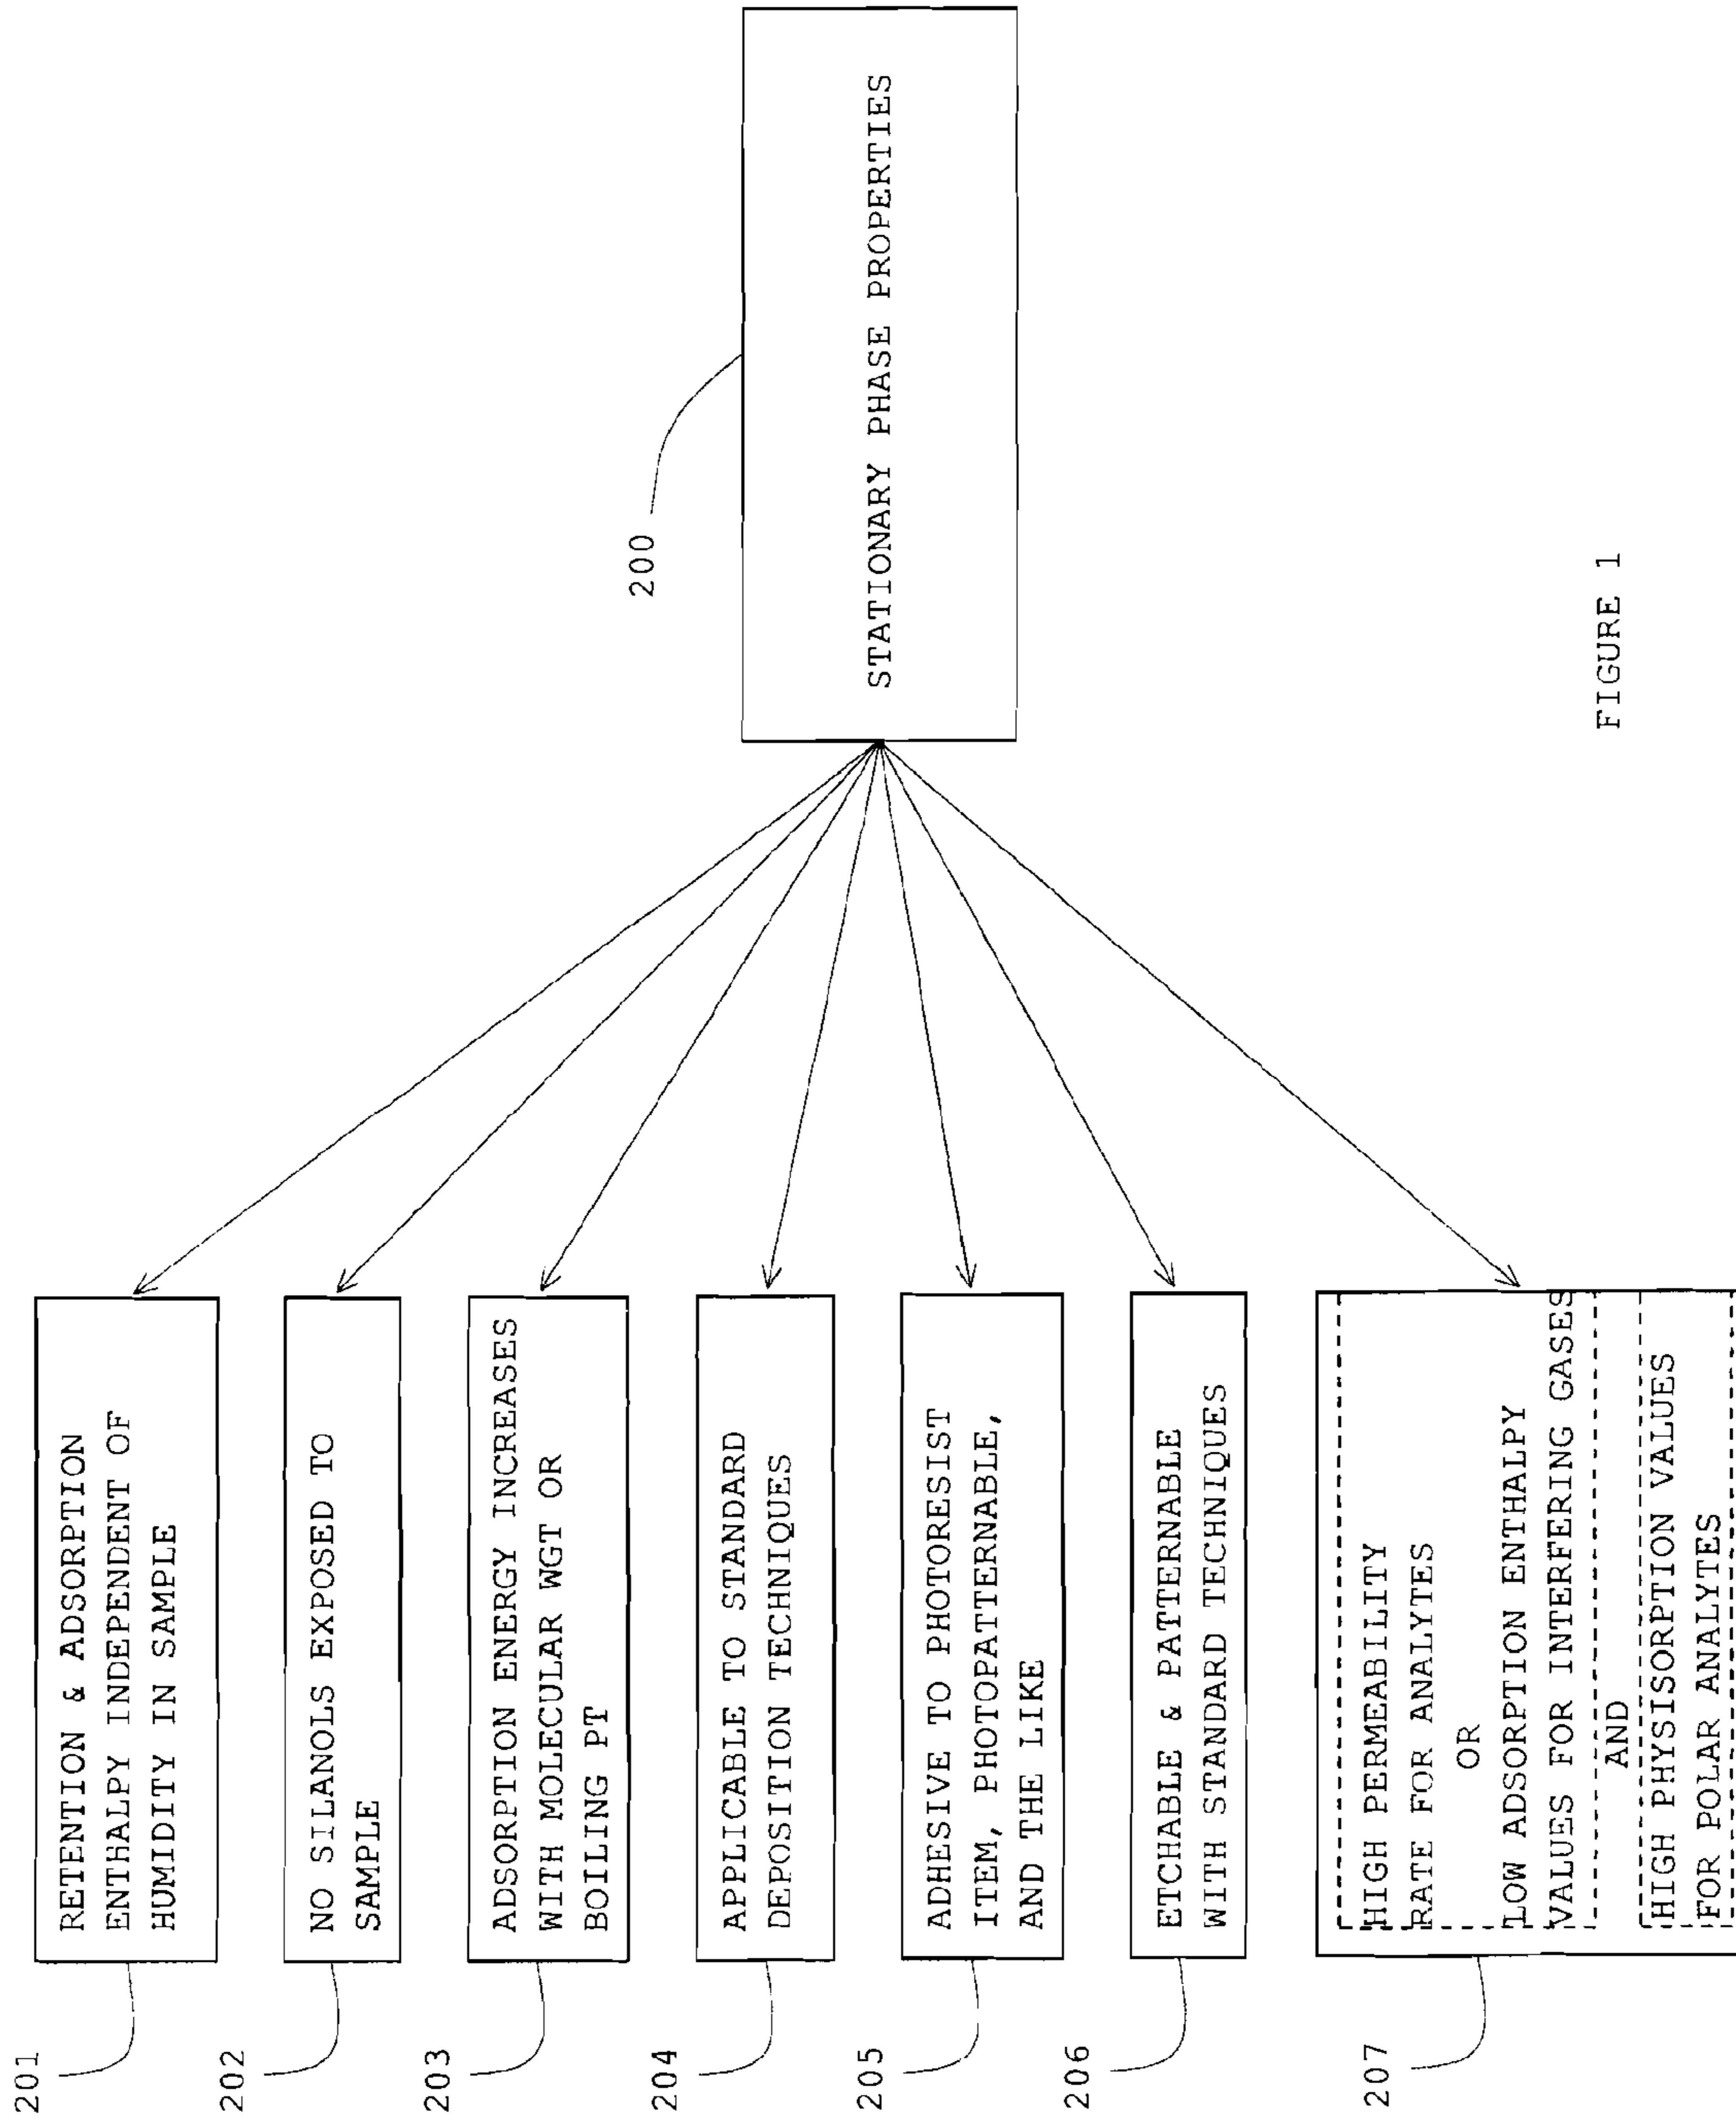 STATIONARY PHASE PROPERTIES
200
201
RETENTION & ADSORPTION
ENTHALPY INDEPENDENT OF
HUMIDITY IN SAMPLE
202
NO SILANOLS EXPOSED TO
SAMPLE
203
ADSORPTION ENERGY INCREASES
WITH MOLECULAR WGT OR
BOILING PT
204
APPLICABLE TO STANDARD
DEPOSITION TECHNIQUES
205
ADHESIVE TO PHOTORESIST
ITEM, PHOTOPATTERNABLE,
AND THE LIKE
206
ETCHABLE & PATTERNABLE
WITH STANDARD TECHNIQUES
207
HIGH PERMEABILITY
RATE FOR ANALYTES
OR
LOW ADSORPTION ENTHALPY
VALUES FOR INTERFERING GASES
AND
HIGH PHYSISORPTION VALUES
FOR POLAR ANALYTES
FIGURE 1